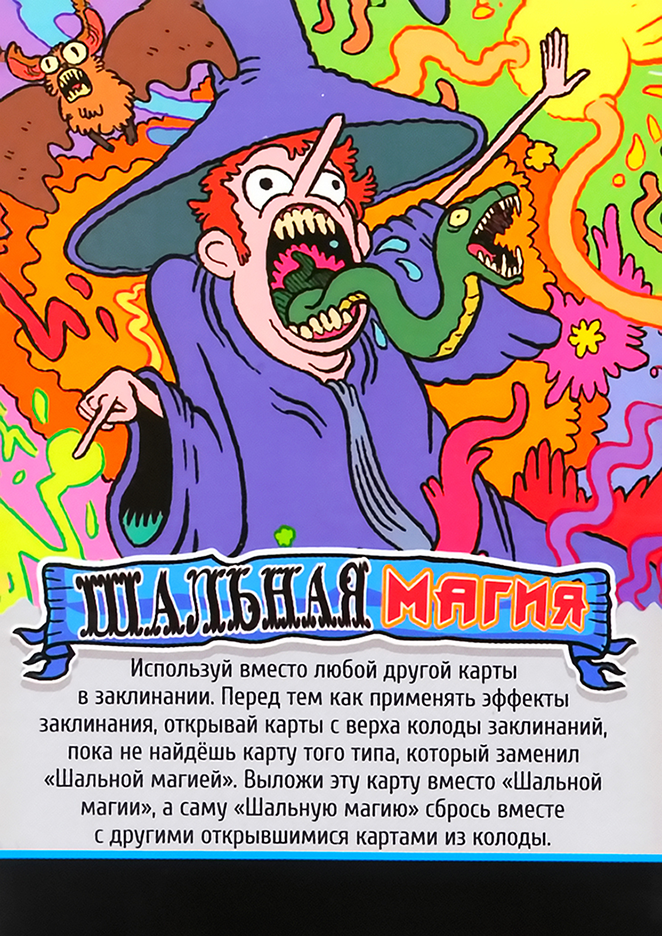 ШАЛЬНАЯ МАГИЯ
Используй вместо любой другой карты
в заклинании. Перед тем как применять эффекты
заклинания, открывай карты с верха колоды заклинаний,
пока не найдёшь карту того типа, который заменил
«Шальной магией». Выложи эту карту вместо «Шальной
магии», а саму «Шальную магию» сбрось вместе
с другими открывшимися картами из колоды.